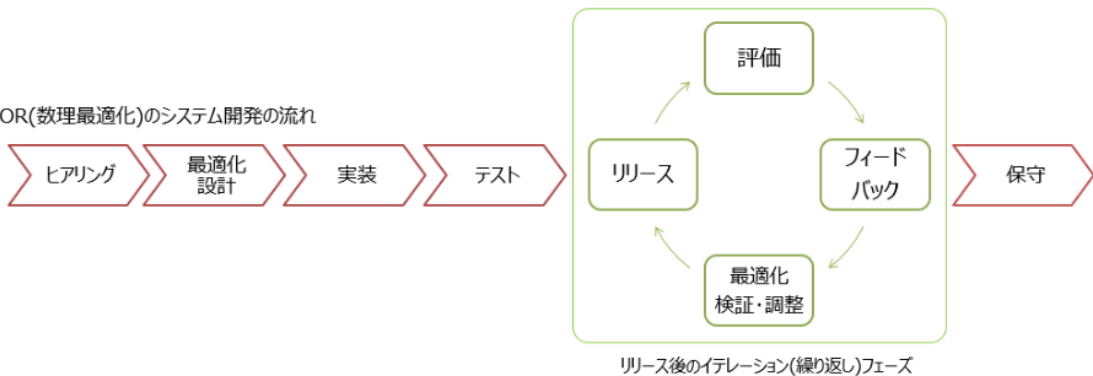 OR(数理最適化)のシステム開発の流れ
ヒアリング
最適化
設計
実装
テスト
リリース
評価
フィード
バック
最適化
検証・調整
保守
リリース後のイテレーション(繰り返し)フェーズ